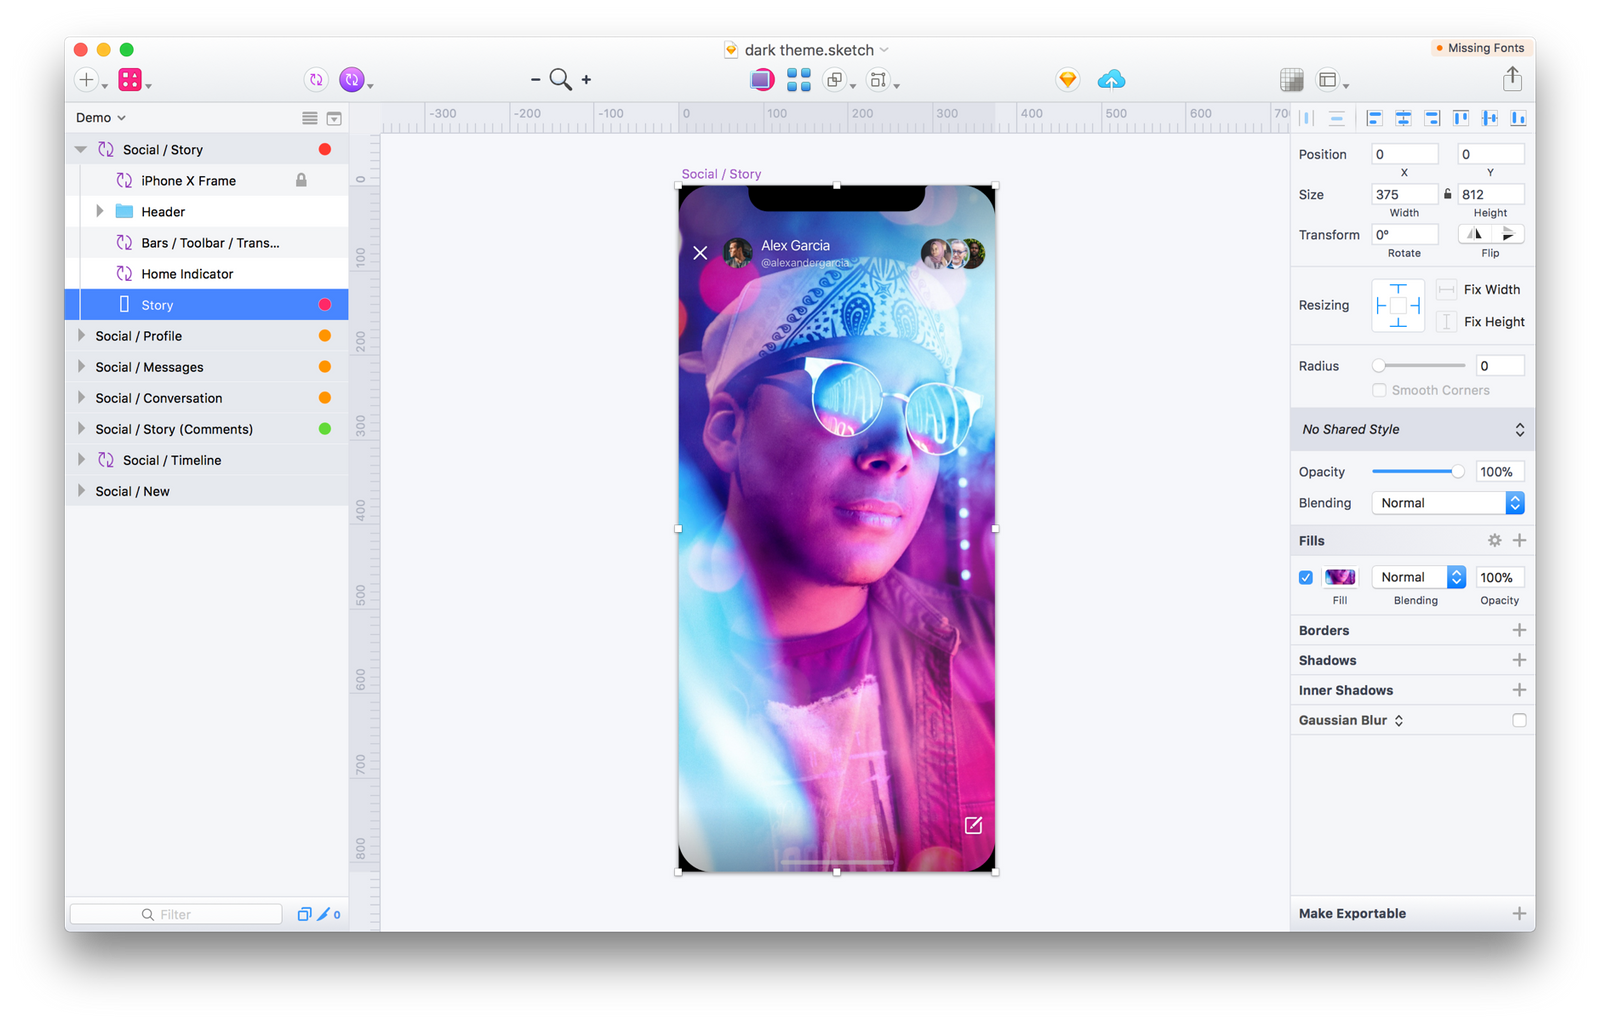 dark theme.sketch
Missing Fonts
Demo
Social / Story
iPhone X Frame
Header
Bars / Toolbar / Trans...
Home Indicator
Story
Social / Profile
Social / Messages
Social / Conversation
Social / Story (Comments)
Social / Timeline
Social / New
Filter
0
-300 -200 -100 0 100 200 300 400 500 600 700
0
100
200
300
400
500
600
700
800
Social / Story
Alex Garcia
@alexandergarcia
Position 0 0
X Y
Size 375 812
Width Height
Transform 0°
Rotate Flip
Resizing
Fix Width
Fix Height
Radius 0
Smooth Corners
No Shared Style
Opacity 100%
Blending Normal
Fills
Normal 100%
Fill Blending Opacity
Borders
Shadows
Inner Shadows
Gaussian Blur
Make Exportable